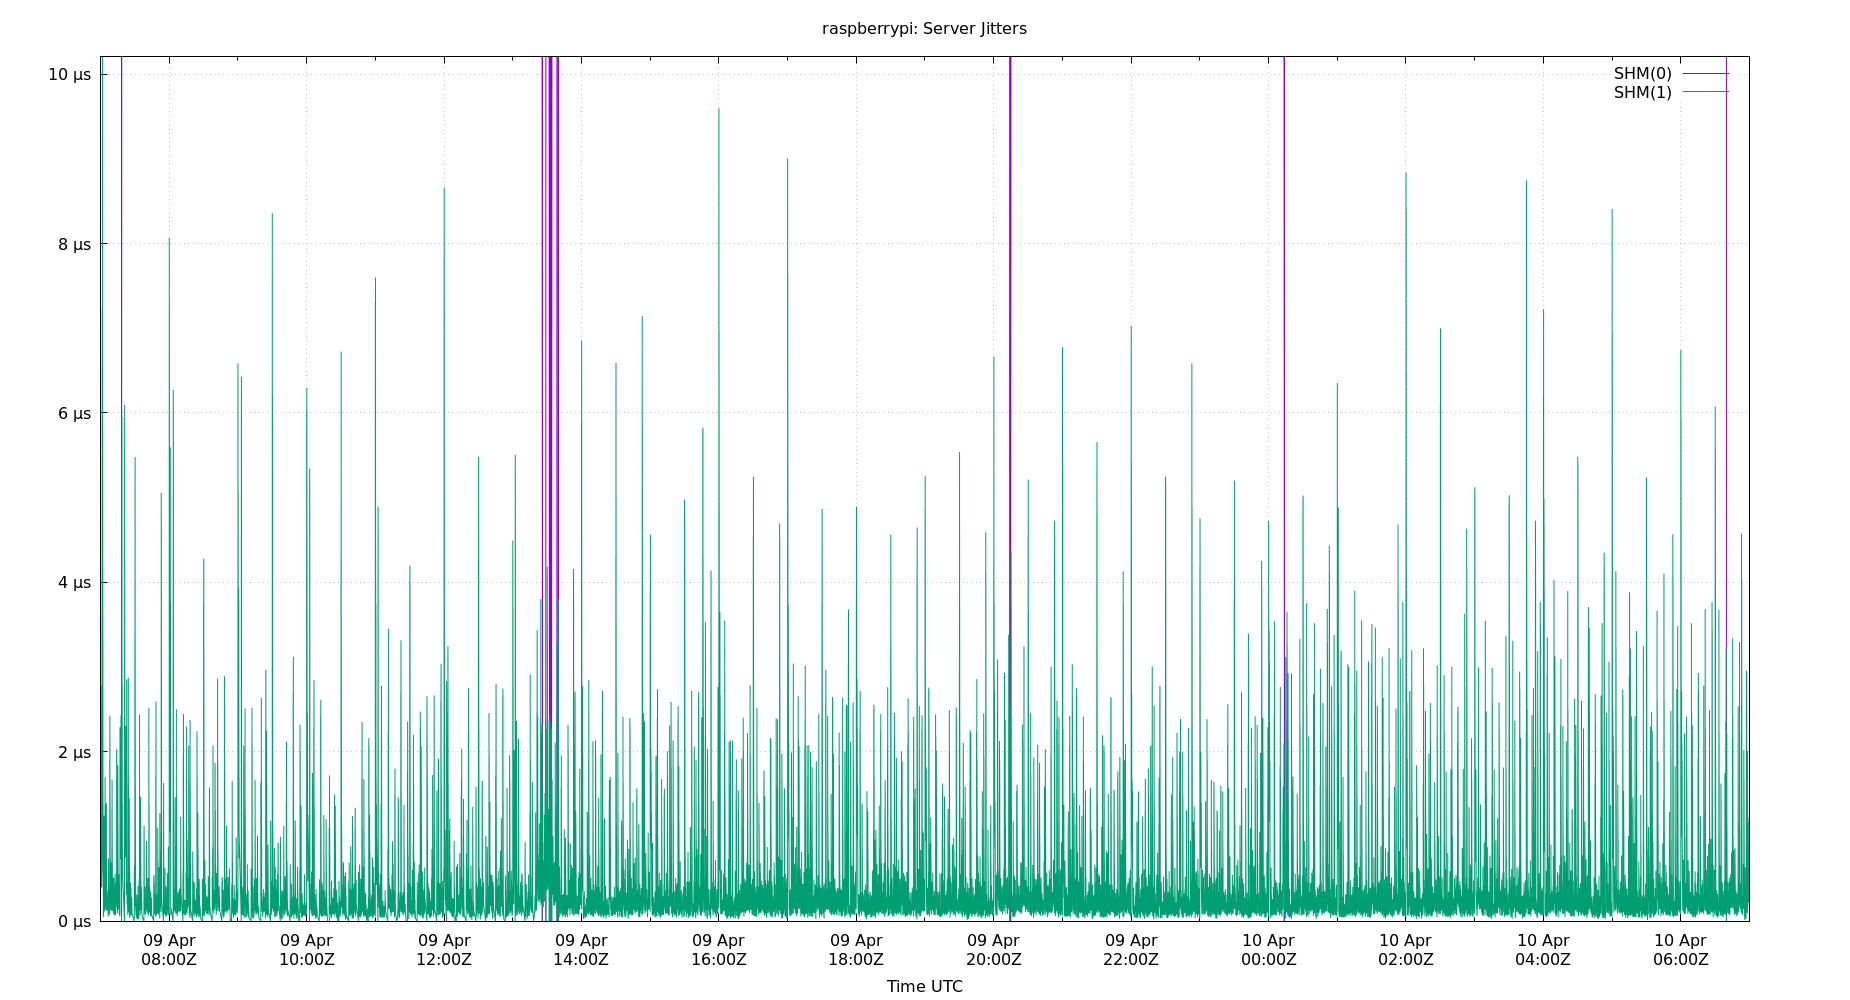 raspberrypi: Server Jitters
10 µs
8 µs
6 µs
4 µs
2 µs
0 µs
SHM(0)
SHM(1)
09 Apr 09 Apr 09 Apr 09 Apr 09 Apr 09 Apr 09 Apr 09 Apr 10 Apr 10 Apr 10 Apr 10 Apr
08:00Z 10:00Z 12:00Z 14:00Z 16:00Z 18:00Z 20:00Z 22:00Z 00:00Z 02:00Z 04:00Z 06:00Z
Time UTC